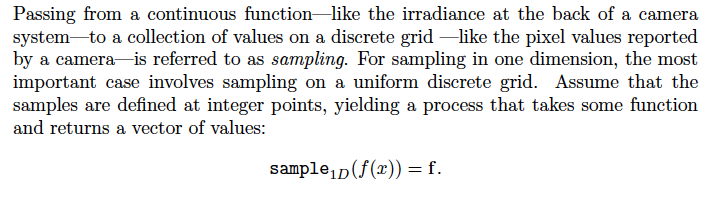 Passing from a continuous function—like the irradiance at the back of a camera
system—to a collection of values on a discrete grid —like the pixel values reported
by a camera—is referred to as sampling. For sampling in one dimension, the most
important case involves sampling on a uniform discrete grid. Assume that the
samples are defined at integer points, yielding a process that takes some function
and returns a vector of values:
sample₁D(f(x)) = f.